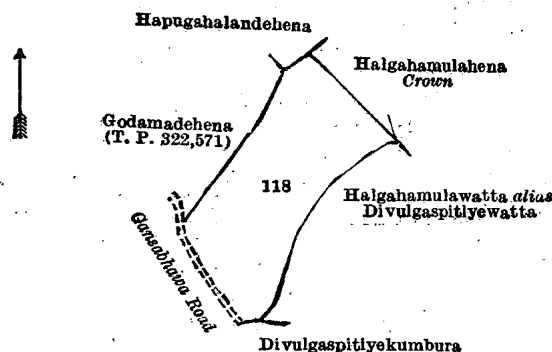 Hapugahalandehena
Halgahamulahena
Crown
Godamadehena
(T. P. 322,571)
118
Halgahamulawatta alias
Divulgaspitiyewatta
Gansabhawa Road
Divulgaspitiyekumbura